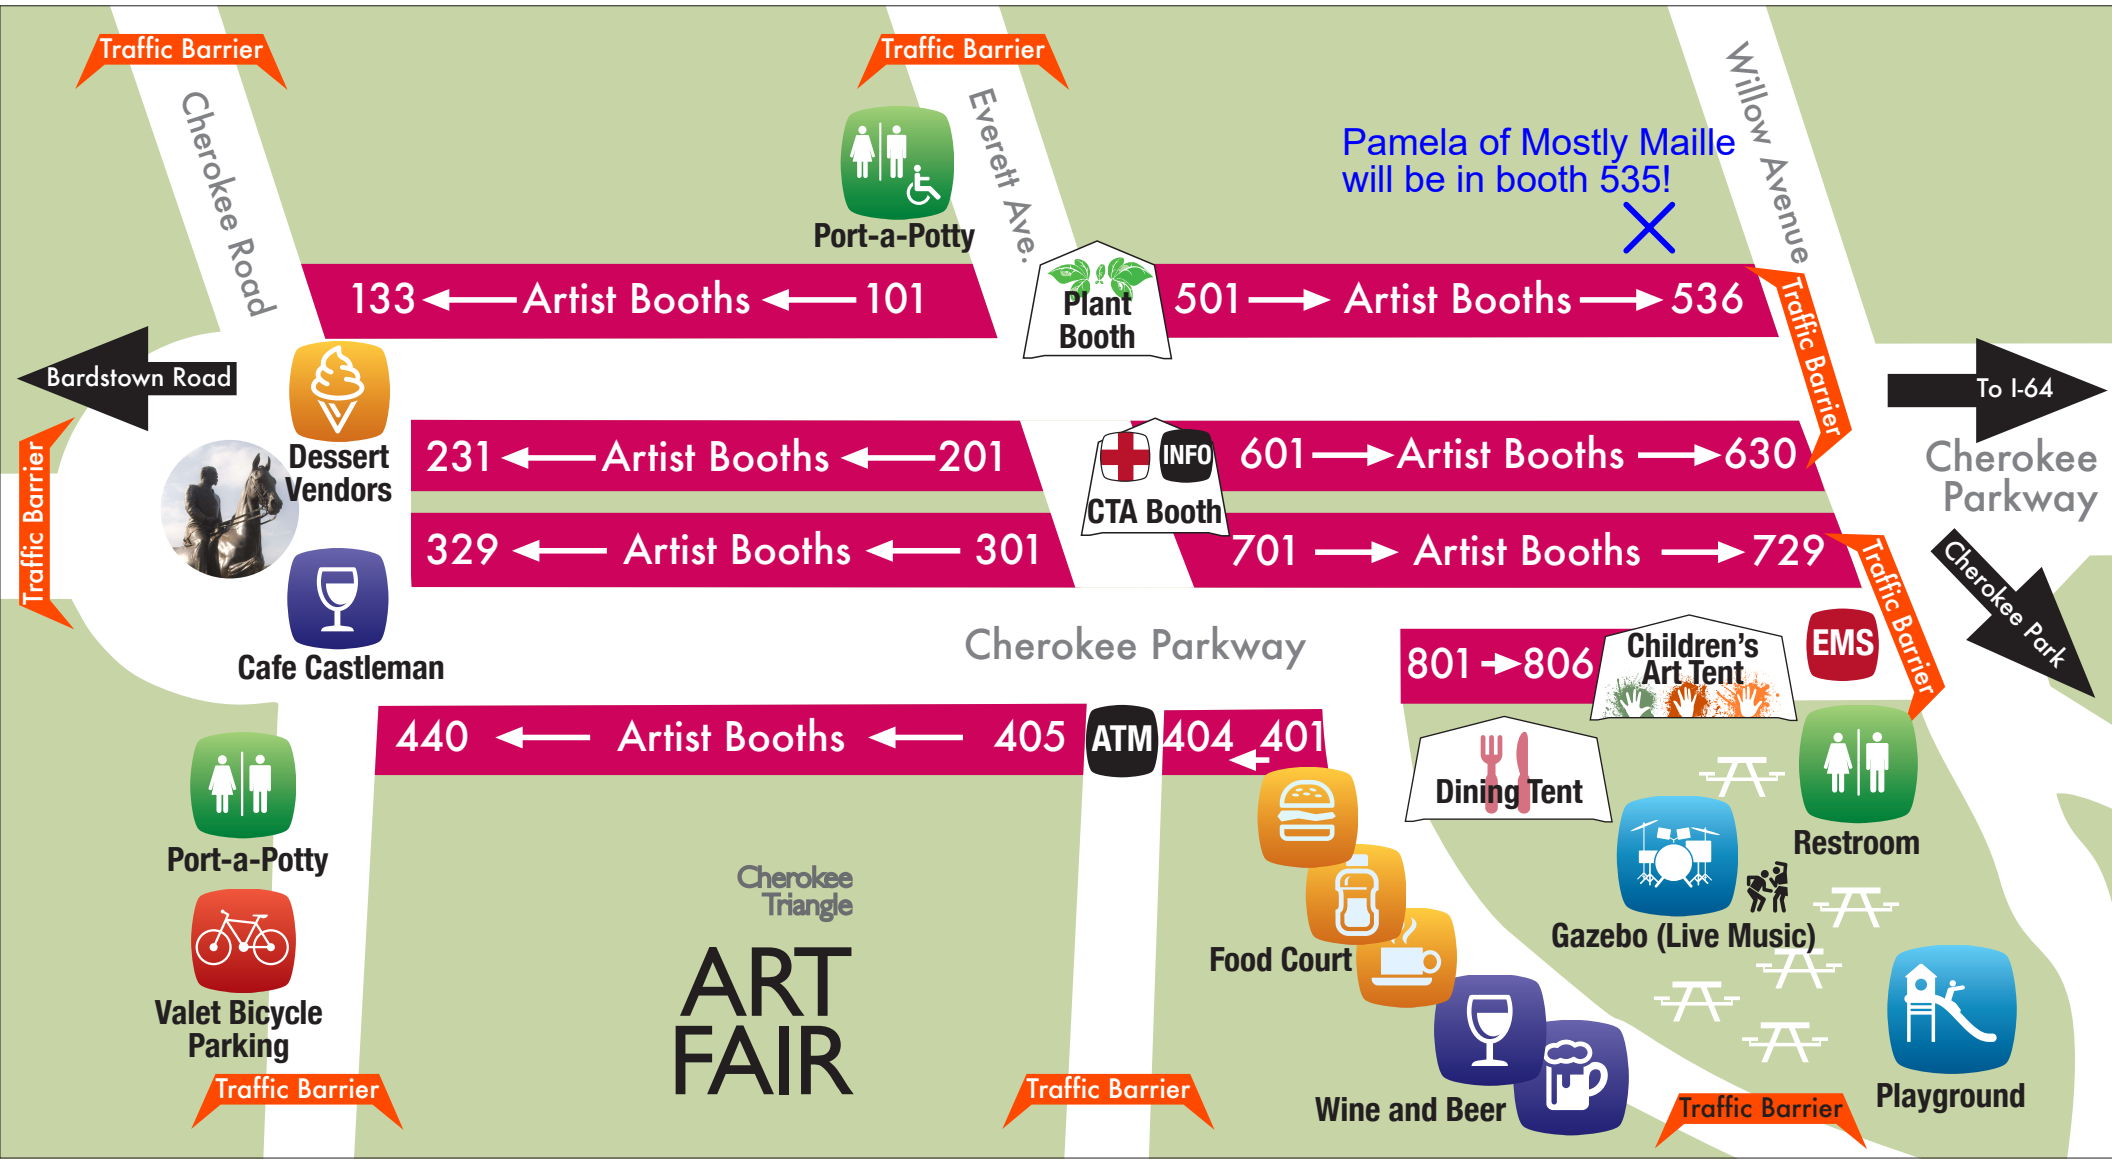 Traffic Barrier
Traffic Barrier
Cherokee Road
Everett Ave.
Willow Avenue
Pamela of Mostly Maille
will be in booth 535!
Port-a-Potty
133 Artist Booths 101
Plant
Booth
501 Artist Booths 536
Traffic Barrier
Bardstown Road
To I-64
Dessert
Vendors
231 Artist Booths 201
INFO
CTA Booth
601 Artist Booths 630
Cherokee
Parkway
Traffic Barrier
329 Artist Booths 301
701 Artist Booths 729
Traffic Barrier
Cherokee Park
Cafe Castleman
Cherokee Parkway
801 806
Children's
Art Tent
EMS
440 Artist Booths 405
ATM
404 401
Dining Tent
Restroom
Port-a-Potty
Cherokee
Triangle
ART
FAIR
Food Court
Gazebo (Live Music)
Valet Bicycle
Parking
Wine and Beer
Playground
Traffic Barrier
Traffic Barrier
Traffic Barrier